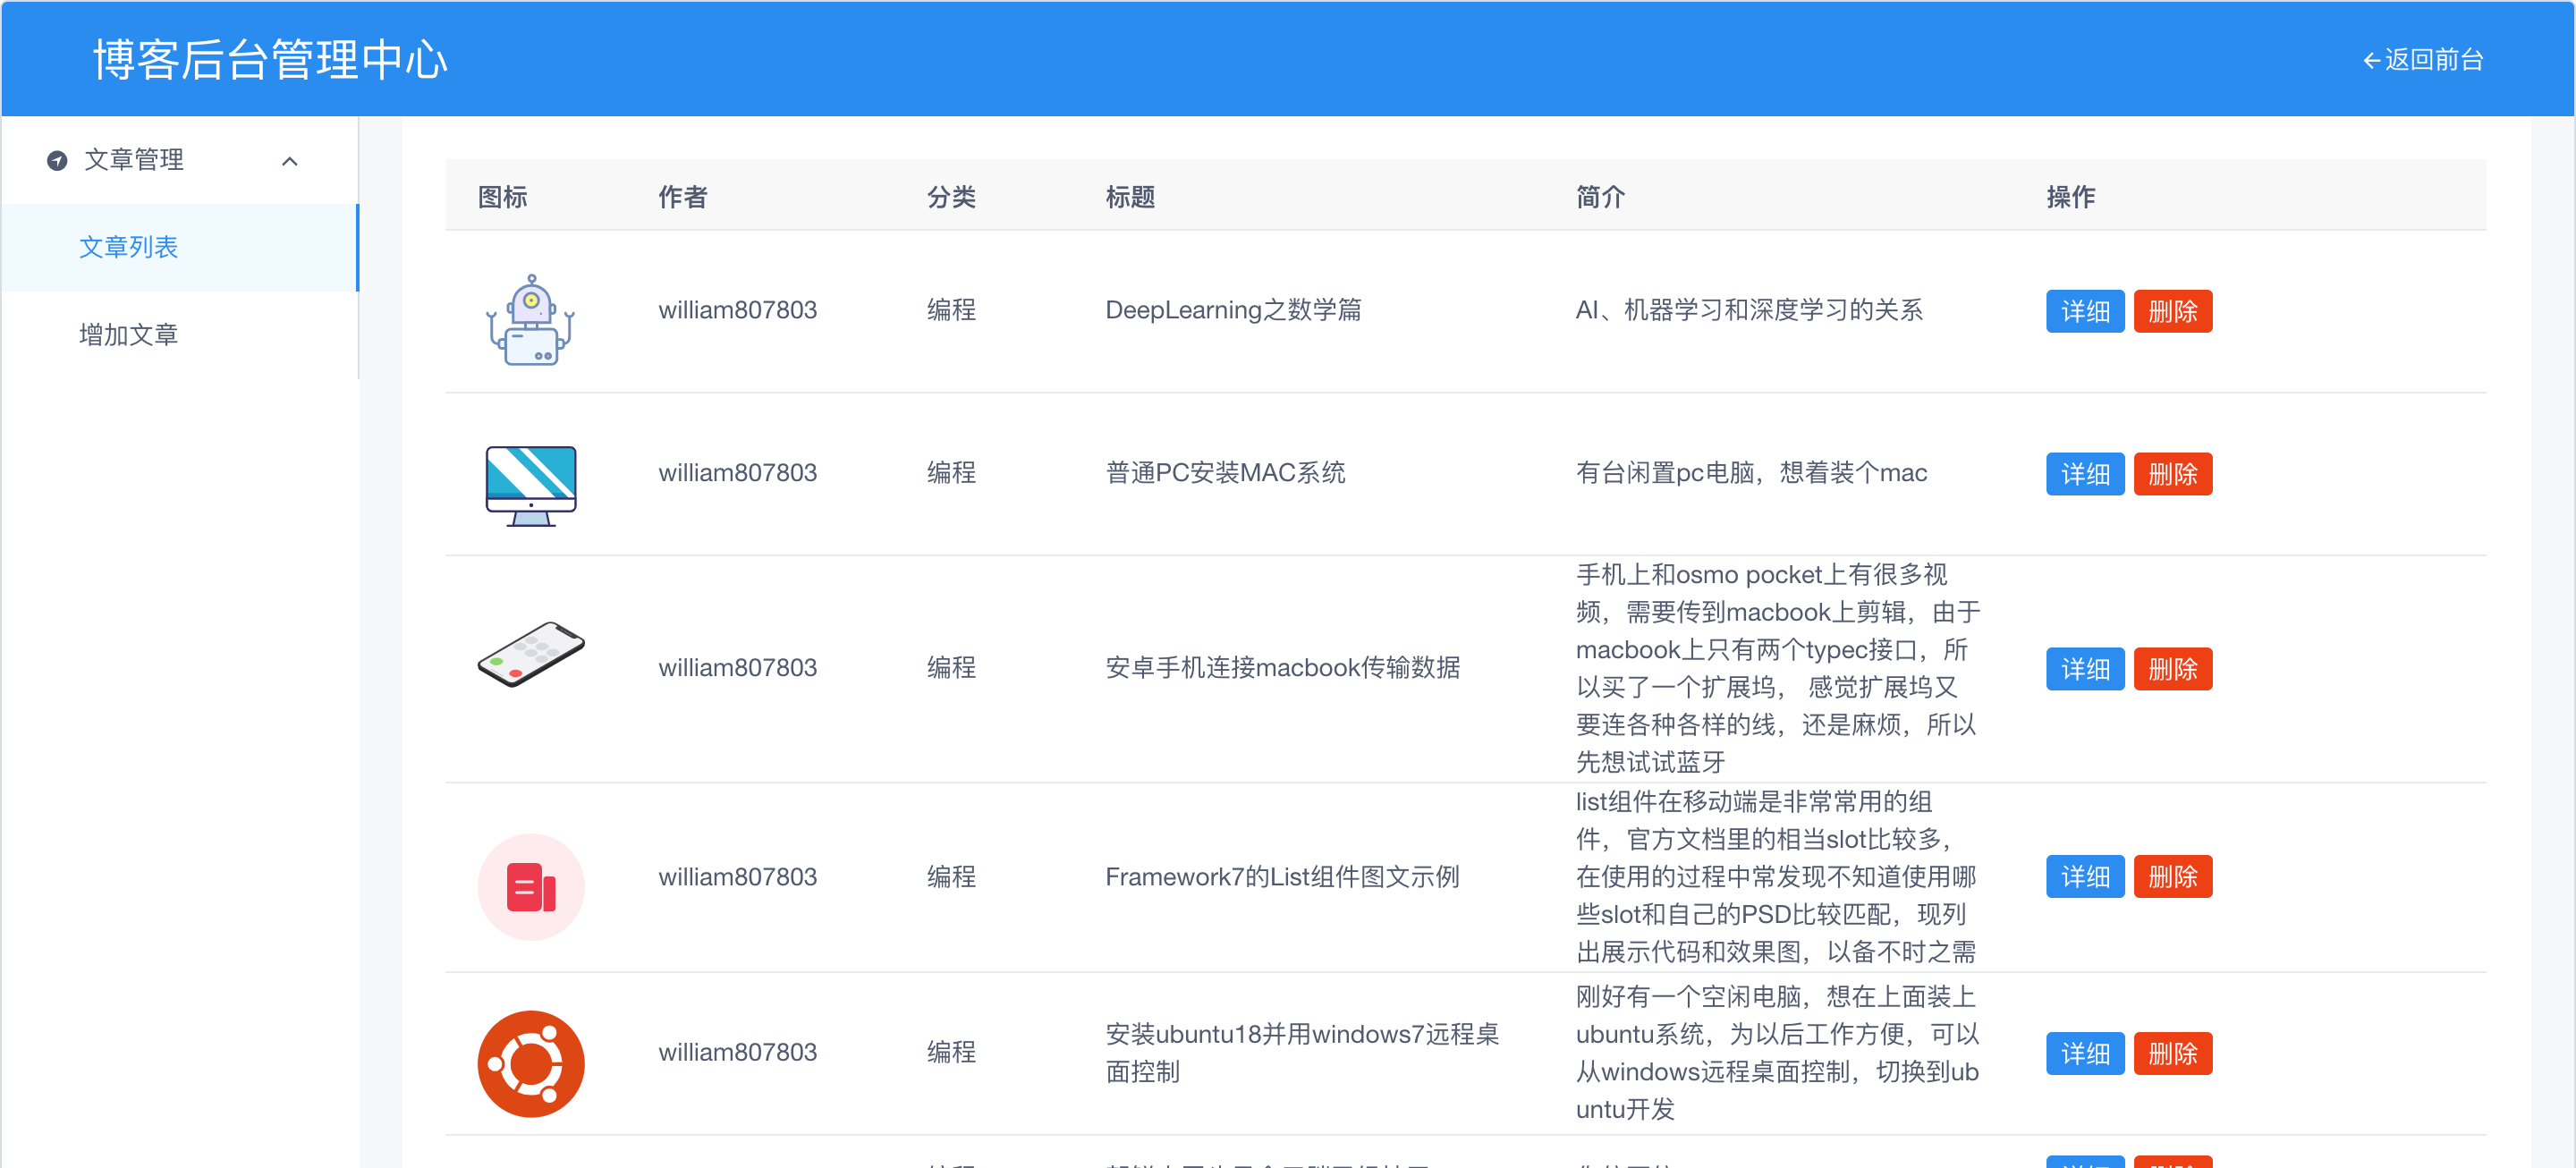 博客后台管理中心
返回前台
文章管理
文章列表
增加文章
图标 作者 分类 标题 简介 操作
william807803 编程 DeepLearning之数学篇 AI、机器学习和深度学习的关系 详细 删除
william807803 编程 普通PC安装MAC系统 有台闲置pc电脑，想着装个mac 详细 删除
william807803 编程 安卓手机连接macbook传输数据
手机上和osmo pocket上有很多视
频，需要传到macbook上剪辑，由于
macbook上只有两个typec接口，所
以买了一个扩展坞， 感觉扩展坞又
要连各种各样的线，还是麻烦，所以
先想试试蓝牙
详细 删除
william807803 编程 Framework7的List组件图文示例
list组件在移动端是非常常用的组
件，官方文档里的相当slot比较多，
在使用的过程中常发现不知道使用哪
些slot和自己的PSD比较匹配，现列
出展示代码和效果图，以备不时之需
详细 删除
william807803 编程
安装ubuntu18并用windows7远程桌
面控制
刚好有一个空闲电脑，想在上面装上
ubuntu系统，为以后工作方便，可以
从windows远程桌面控制，切换到ub
untu开发
详细 删除